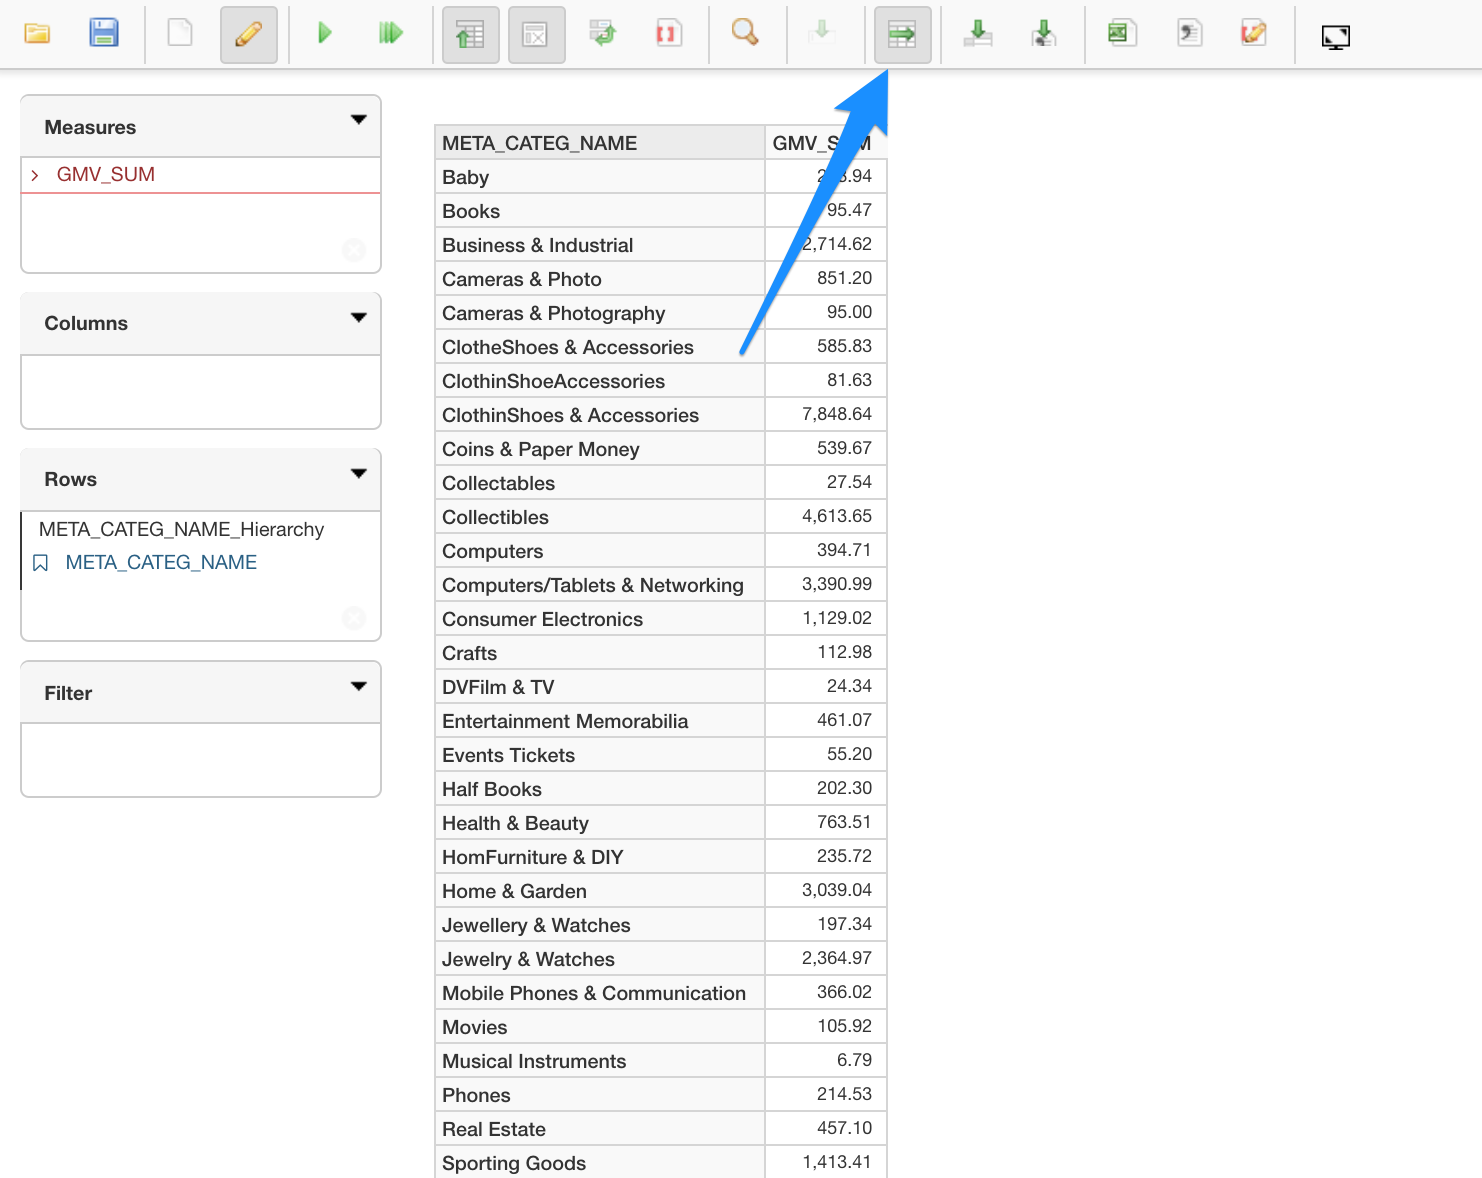 Measures
GMV_SUM
Columns
Rows
META_CATEG_NAME_Hierarchy
META_CATEG_NAME
Filter
META_CATEG_NAME GMV_SUM
Baby
Books 95.47
Business & Industrial 2,714.62
Cameras & Photo 851.20
Cameras & Photography 95.00
ClotheShoes & Accessories 585.83
ClothinShoeAccessories 81.63
ClothinShoes & Accessories 7,848.64
Coins & Paper Money 539.67
Collectables 27.54
Collectibles 4,613.65
Computers 394.71
Computers/Tablets & Networking 3,390.99
Consumer Electronics 1,129.02
Crafts 112.98
DVFilm & TV 24.34
Entertainment Memorabilia 461.07
Events Tickets 55.20
Half Books 202.30
Health & Beauty 763.51
HomFurniture & DIY 235.72
Home & Garden 3,039.04
Jewellery & Watches 197.34
Jewelry & Watches 2,364.97
Mobile Phones & Communication 366.02
Movies 105.92
Musical Instruments 6.79
Phones 214.53
Real Estate 457.10
Sporting Goods 1,413.41